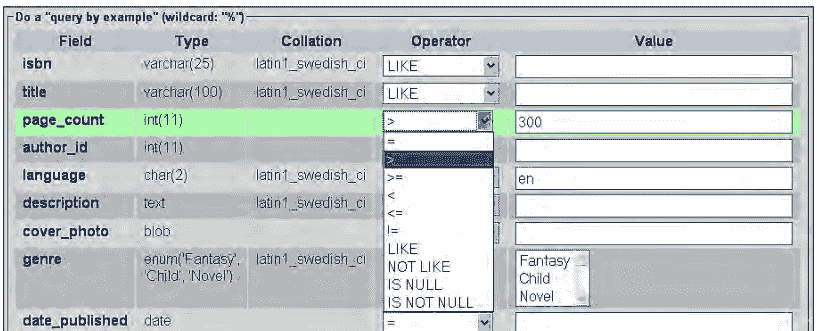 Do a "query by example" (wildcard: "%")
Field Type Collation Operator Value
isbn varchar(25) latin1_swedish_ci LIKE
title varchar(100) latin1_swedish_ci LIKE
page_count int(11) > 300
author_id int(11) =
>
language char(2) latin1_swedish_ci >= en
<
description text latin1_swedish_ci <=
cover_photo blob !=
LIKE
genre enum('Fantasy', 'Child', 'Novel') latin1_swedish_ci NOT LIKE Fantasy
IS NULL Child
IS NOT NULL Novel
date_published date =